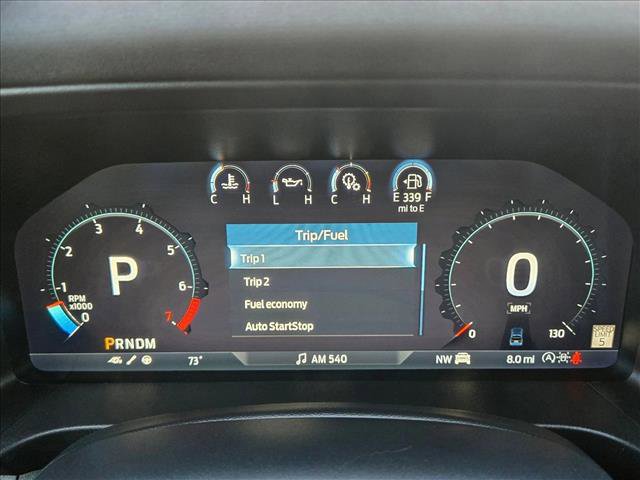 C H
L H
C H
E 339 F
mi to E
Trip/Fuel
Trip 1
Trip 2
Fuel economy
Auto StartStop
3 4
2 5
1 6
0 7
RPM
x1000
P
PRNDM
0
MPH
0 130
SPEED
LIMIT
5
73°
AM 540
NW
8.0 mi
A